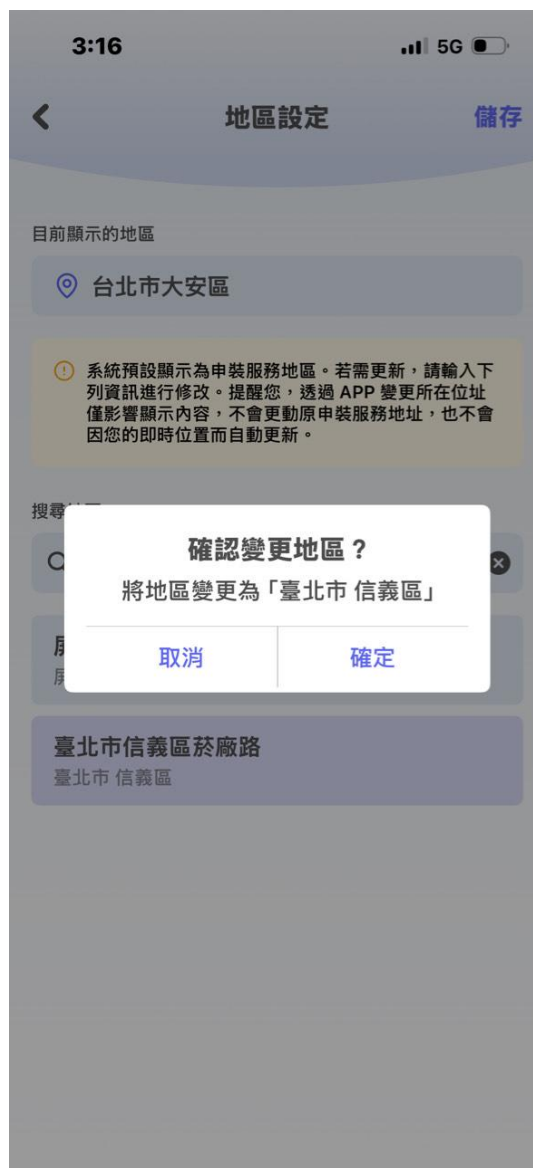 3:16
5G
地區設定
儲存
目前顯示的地區
台北市大安區
系統預設顯示為申裝服務地區。若需更新，請輸入下
列資訊進行修改。提醒您，透過 APP 變更所在位址
僅影響顯示內容，不會更動原申裝服務地址，也不會
因您的即時位置而自動更新。
搜尋
確認變更地區？
將地區變更為「臺北市 信義區」
取消
確定
臺北市信義區菸廠路
臺北市 信義區